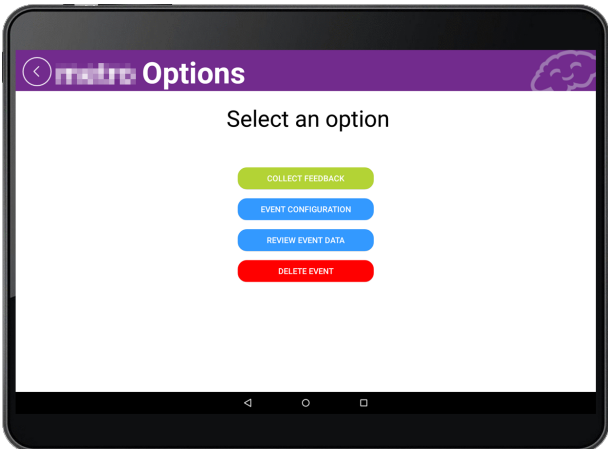 Options
Select an option
COLLECT FEEDBACK
EVENT CONFIGURATION
REVIEW EVENT DATA
DELETE EVENT